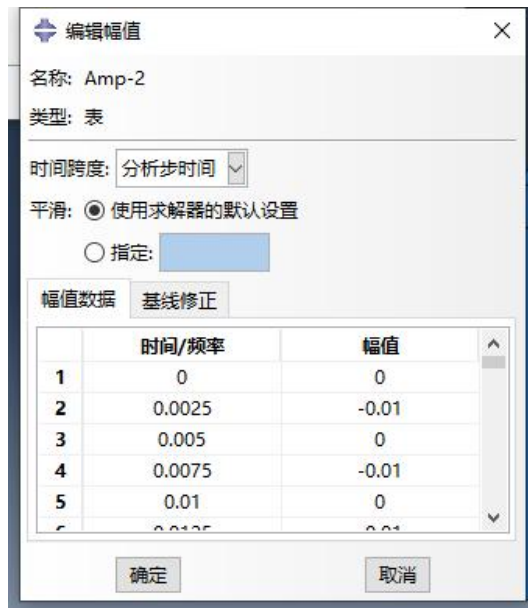 编辑幅值
名称: Amp-2
类型: 表
时间跨度: 分析步时间
平滑: 使用求解器的默认设置
指定:
幅值数据 基线修正
时间/频率 幅值
1 0 0
2 0.0025 -0.01
3 0.005 0
4 0.0075 -0.01
5 0.01 0
确定 取消